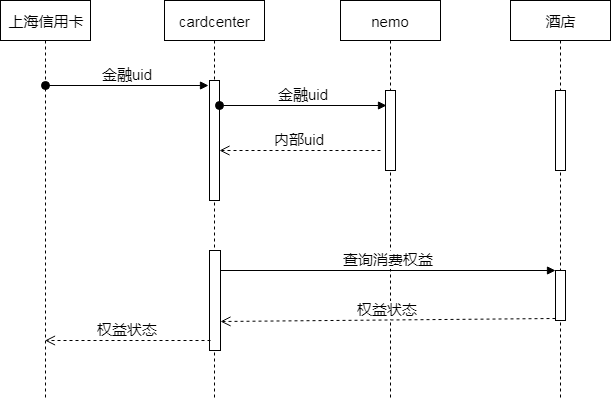 上海信用卡
cardcenter
nemo
酒店
金融uid
金融uid
内部uid
查询消费权益
权益状态
权益状态